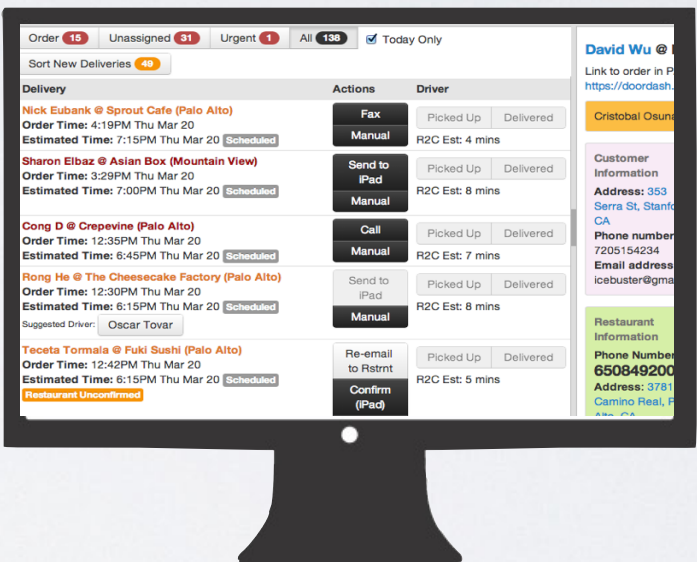 Order 15 Unassigned 31 Urgent 1 All 138 Today Only
Sort New Deliveries 49
Delivery Actions Driver
Nick Eubank @ Sprout Cafe (Palo Alto)
Order Time: 4:19PM Thu Mar 20
Estimated Time: 7:15PM Thu Mar 20 Scheduled
Fax
Manual
Picked Up Delivered
R2C Est: 4 mins
Sharon Elbaz @ Asian Box (Mountain View)
Order Time: 3:29PM Thu Mar 20
Estimated Time: 7:00PM Thu Mar 20 Scheduled
Send to
iPad
Manual
Picked Up Delivered
R2C Est: 8 mins
Cong D @ Crepevine (Palo Alto)
Order Time: 12:35PM Thu Mar 20
Estimated Time: 6:45PM Thu Mar 20 Scheduled
Call
Manual
Picked Up Delivered
R2C Est: 7 mins
Rong He @ The Cheesecake Factory (Palo Alto)
Order Time: 12:30PM Thu Mar 20
Estimated Time: 6:15PM Thu Mar 20 Scheduled
Suggested Driver: Oscar Tovar
Send to
iPad
Manual
Picked Up Delivered
R2C Est: 8 mins
Teceta Tormala @ Fuki Sushi (Palo Alto)
Order Time: 12:42PM Thu Mar 20
Estimated Time: 6:15PM Thu Mar 20 Scheduled
Restaurant Unconfirmed
Re-email
to Rstrnt
Confirm
(iPad)
Picked Up Delivered
R2C Est: 5 mins
David Wu @
Link to order in P
https://doordash.
Cristobal Osuna
Customer
Information
Address: 353
Serra St, Stanfo
CA
Phone number
7205154234
Email address
icebuster@gma
Restaurant
Information
Phone Number
650849200
Address: 3781
Camino Real, P
Alto, CA